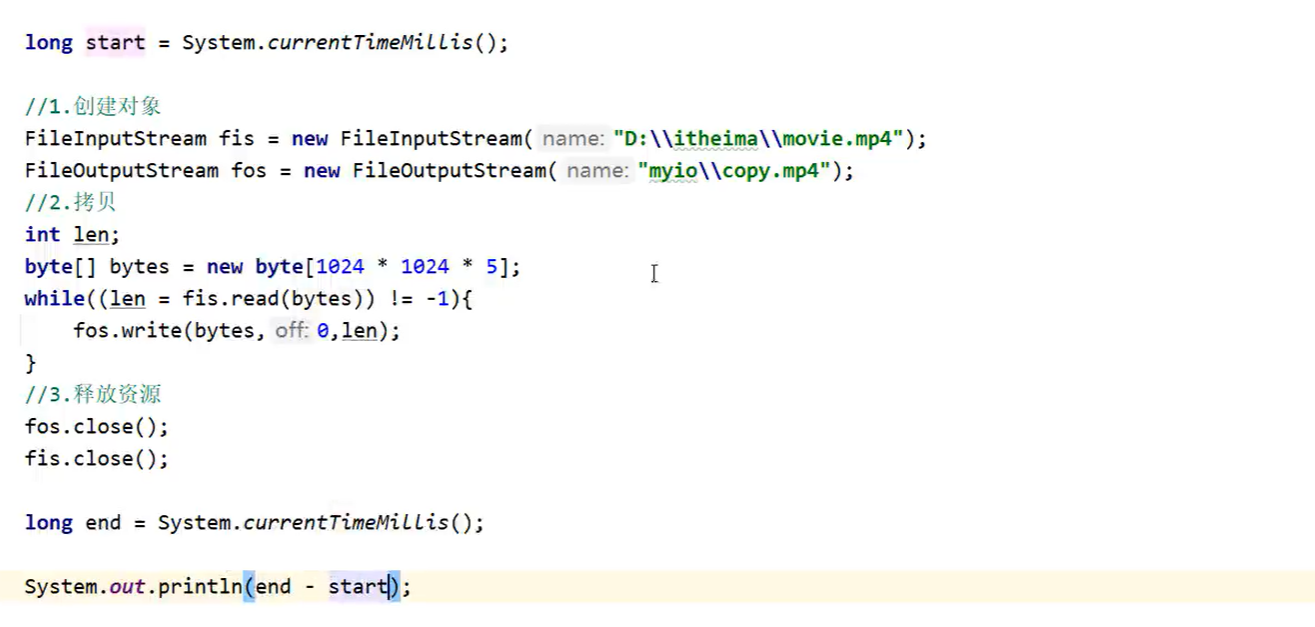 long start = System.currentTimeMillis();
//1.创建对象
FileInputStream fis = new FileInputStream( name: "D:\\itheima\\movie.mp4");
FileOutputStream fos = new FileOutputStream( name: "myio\\copy.mp4");
//2.拷贝
int len;
byte[] bytes = new byte[1024 * 1024 * 5];
while((len = fis.read(bytes)) != -1){
    fos.write(bytes, off: 0,len);
}
//3.释放资源
fos.close();
fis.close();
long end = System.currentTimeMillis();
System.out.println(end - start);